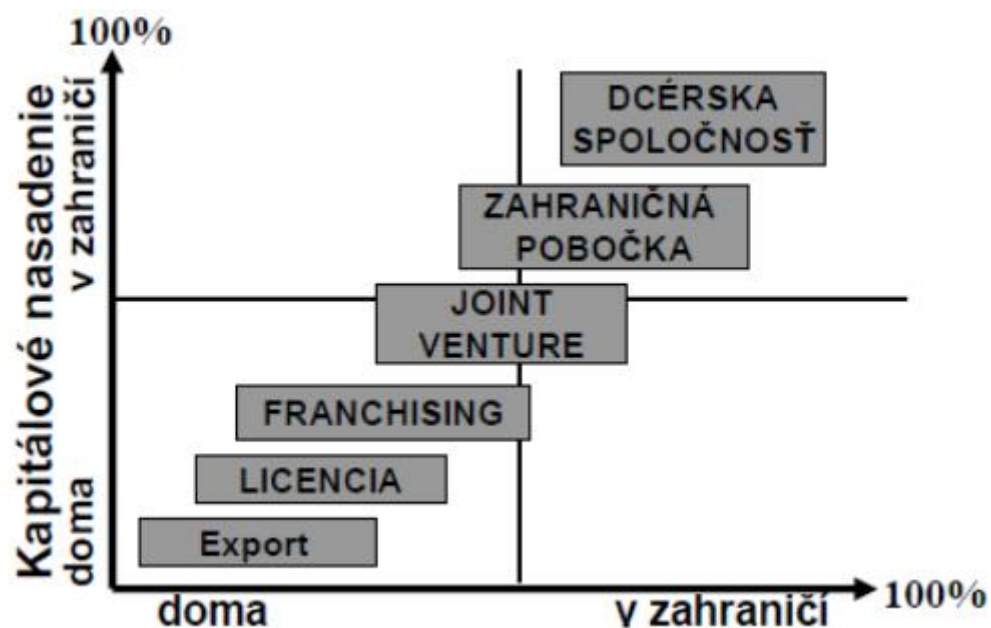 100%
Kapitálové nasadenie
v zahraničí
doma
DCÉRSKA
SPOLOČNOSŤ
ZAHRANIČNÁ
POBOČKA
JOINT
VENTURE
FRANCHISING
LICENCIA
Export
100%
doma
v zahraničí